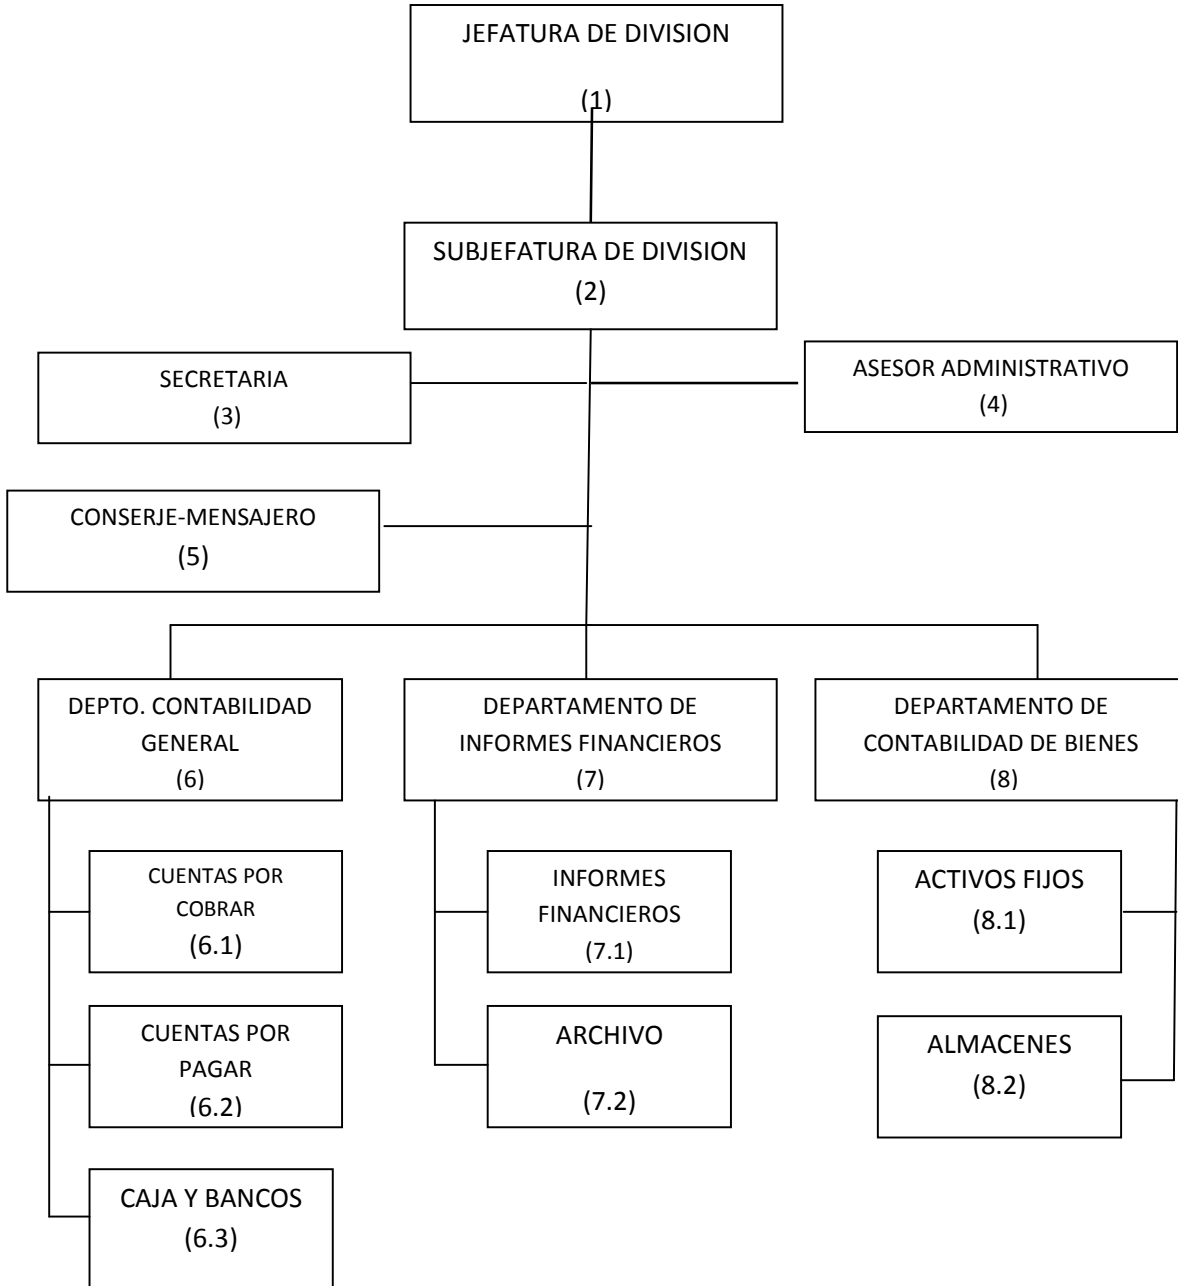 JEFATURA DE DIVISION
(1)
SUBJEFATURA DE DIVISION
(2)
SECRETARIA
(3)
ASESOR ADMINISTRATIVO
(4)
CONSERJE-MENSAJERO
(5)
DEPTO. CONTABILIDAD
GENERAL
(6)
DEPARTAMENTO DE
INFORMES FINANCIEROS
(7)
DEPARTAMENTO DE
CONTABILIDAD DE BIENES
(8)
CUENTAS POR
COBRAR
(6.1)
CUENTAS POR
PAGAR
(6.2)
CAJA Y BANCOS
(6.3)
INFORMES
FINANCIEROS
(7.1)
ARCHIVO
(7.2)
ACTIVOS FIJOS
(8.1)
ALMACENES
(8.2)